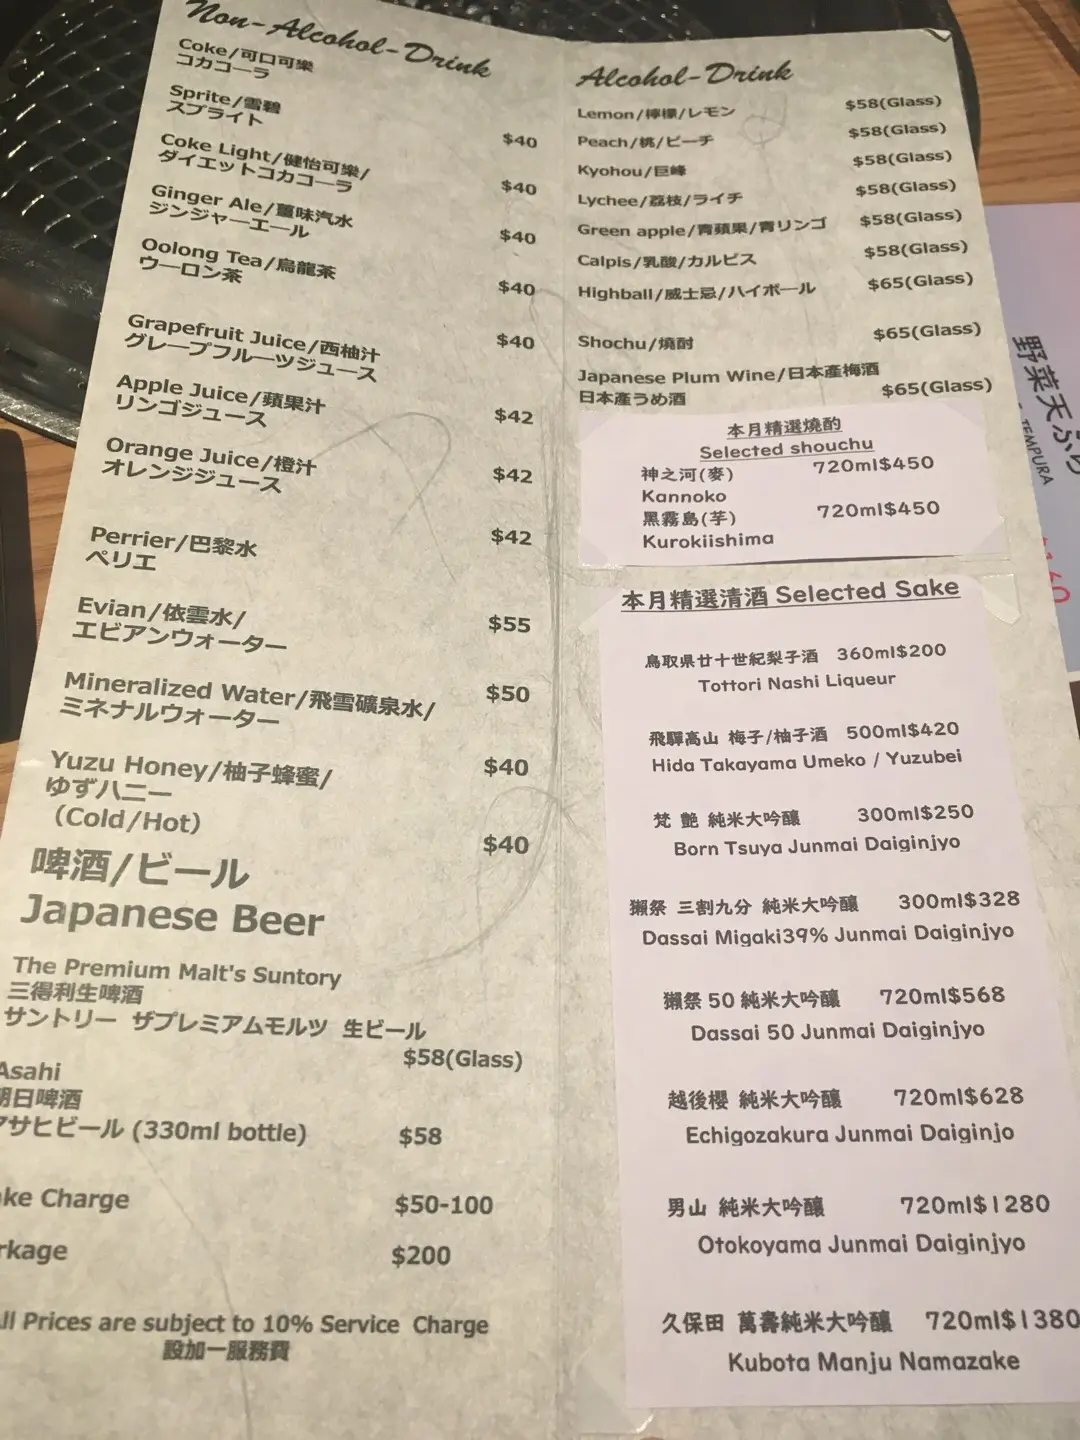 Non-Alcohol-Drink
Coke/可口可樂
コカコーラ
Sprite/雪碧
スプライト
$40
Coke Light/健怡可樂/
ダイエットコカコーラ
$40
Ginger Ale/薑味汽水
ジンジャーエール
$40
Oolong Tea/烏龍茶
ウーロン茶
$40
Grapefruit Juice/西柚汁
グレープフルーツジュース
$40
Apple Juice/蘋果汁
リンゴジュース
$42
Orange Juice/橙汁
オレンジジュース
$42
Perrier/巴黎水
ペリエ
$42
Evian/依雲水/
エビアンウォーター
$55
Mineralized Water/飛雪礦泉水/
ミネナルウォーター
$50
Yuzu Honey/柚子蜂蜜/
ゆずハニー
(Cold/Hot)
$40
$40
啤酒/ビール
Japanese Beer
The Premium Malt's Suntory
三得利生啤酒
サントリー ザプレミアムモルツ 生ビール
$58(Glass)
Asahi
朝日啤酒
アサヒビール (330ml bottle) $58
ke Charge $50-100
rkage $200
ll Prices are subject to 10% Service Charge
設加一服務費
Alcohol-Drink
Lemon/檸檬/レモン $58(Glass)
Peach/桃/ピーチ $58(Glass)
Kyohou/巨峰 $58(Glass)
Lychee/荔枝/ライチ $58(Glass)
Green apple/青蘋果/青リンゴ $58(Glass)
Calpis/乳酸/カルピス $58(Glass)
Highball/威士忌/ハイボール $65(Glass)
Shochu/燒酎 $65(Glass)
Japanese Plum Wine/日本產梅酒
日本產うめ酒 $65(Glass)
本月精選燒酌
Selected shouchu
神之河(麥) 720ml$450
Kannoko
黑霧島(芋) 720ml$450
Kurokiishima
本月精選清酒 Selected Sake
鳥取県廿十世紀梨子酒 360ml$200
Tottori Nashi Liqueur
飛驒高山 梅子/柚子酒 500ml$420
Hida Takayama Umeko / Yuzubei
梵 艶 純米大吟釀 300ml$250
Born Tsuya Junmai Daiginjyo
獺祭 三割九分 純米大吟釀 300ml$328
Dassai Migaki39% Junmai Daiginjyo
獺祭 50 純米大吟釀 720ml$568
Dassai 50 Junmai Daiginjyo
越後櫻 純米大吟釀 720ml$628
Echigozakura Junmai Daiginjo
男山 純米大吟釀 720ml$1280
Otokoyama Junmai Daiginjyo
久保田 萬壽純米大吟釀 720ml$1380
Kubota Manju Namazake
野菜天ぷら
TEMPURA